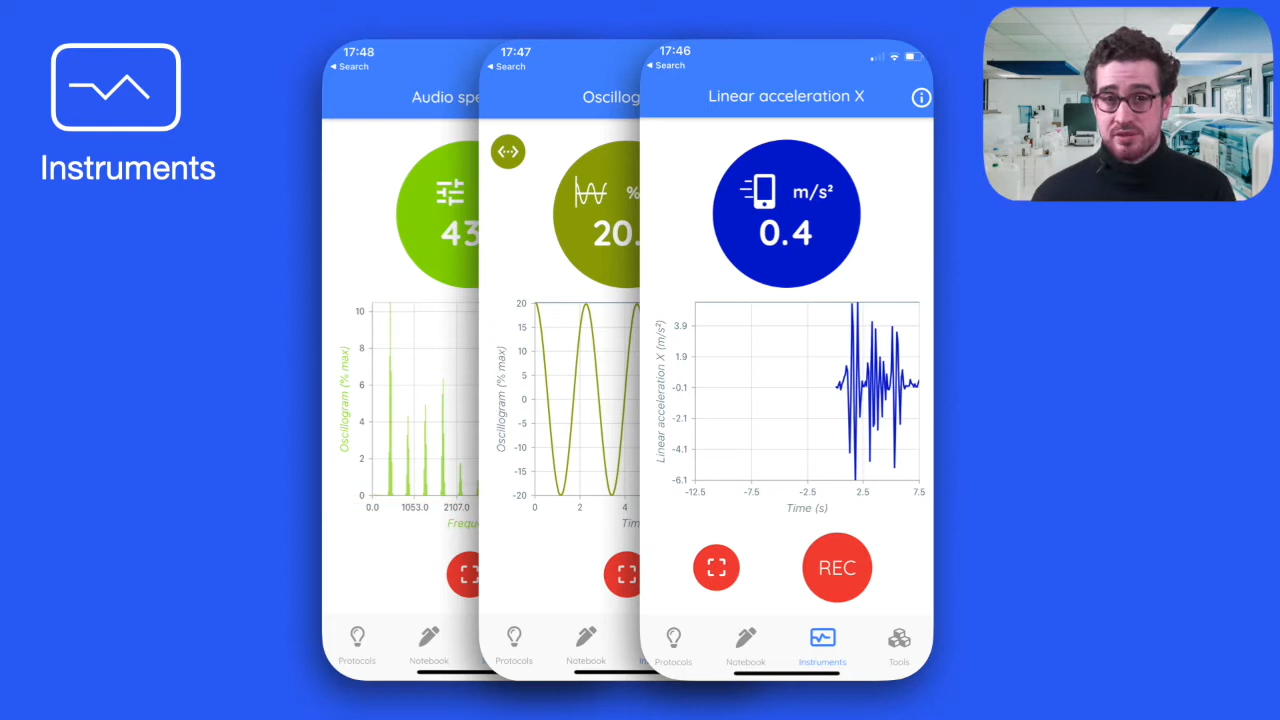 Instruments
17:48
Search
Audio spe
43
10
8
6
4
2
0
Oscillogram (% max)
0.0
1053.0
2107.0
Frequ
Protocols
Notebook
17:47
Search
Oscillog
%
20.
20
15
10
5
0
-5
-10
-15
-20
Oscillogram (% max)
0
2
4
Tim
Protocols
Notebook
In
17:46
Search
Linear acceleration X
m/s²
0.4
3.9
1.9
-0.1
-2.1
-4.1
-6.1
Linear acceleration X (m/s²)
-12.5
-7.5
-2.5
2.5
7.5
Time (s)
REC
Protocols
Notebook
Instruments
Tools